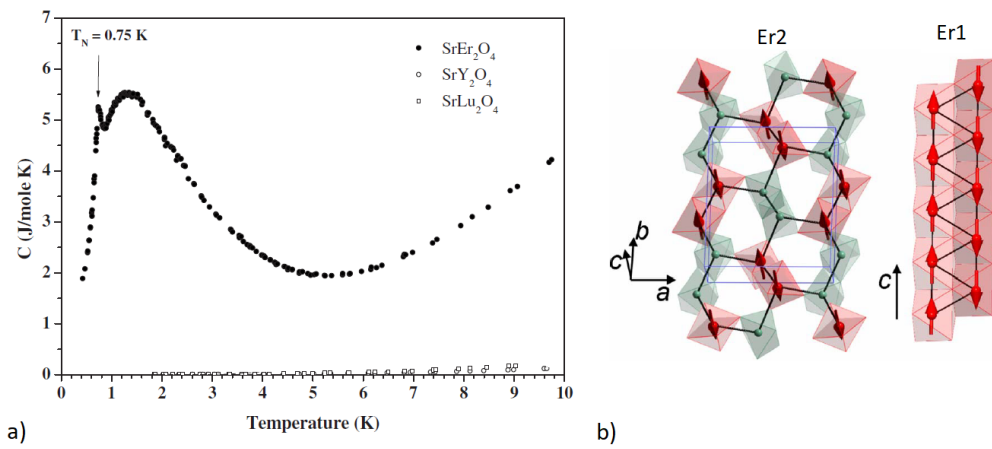 7
6
5
4
3
2
1
0
C (J/mole K)
T_N = 0.75 K
SrEr₂O₄
SrY₂O₄
SrLu₂O₄
0 1 2 3 4 5 6 7 8 9 10
Temperature (K)
a)
Er2
Er1
b
c
a
c
b)